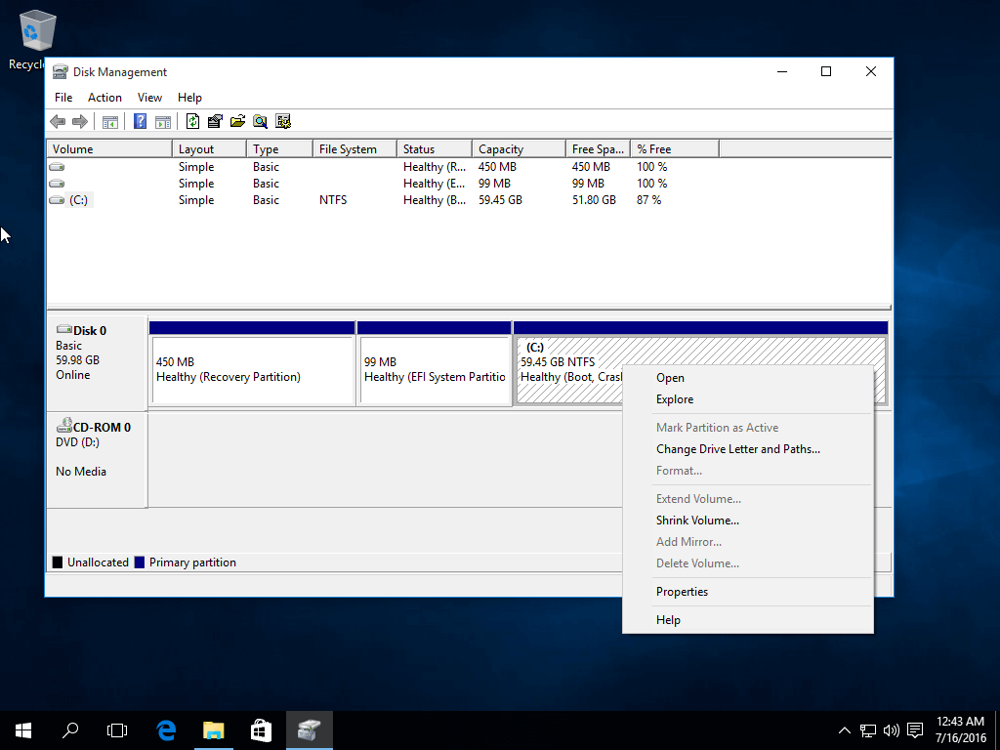 Recycl
Disk Management
File Action View Help
Volume Layout Type File System Status Capacity Free Spa... % Free
Simple Basic Healthy (R... 450 MB 450 MB 100 %
Simple Basic Healthy (E... 99 MB 99 MB 100 %
(C:) Simple Basic NTFS Healthy (B... 59.45 GB 51.80 GB 87 %
Disk 0
Basic
59.98 GB
Online
450 MB
Healthy (Recovery Partition)
99 MB
Healthy (EFI System Partitio
(C:)
59.45 GB NTFS
Healthy (Boot, Crash
CD-ROM 0
DVD (D:)
No Media
Unallocated Primary partition
Open
Explore
Mark Partition as Active
Change Drive Letter and Paths...
Format...
Extend Volume...
Shrink Volume...
Add Mirror...
Delete Volume...
Properties
Help
12:43 AM
7/16/2016